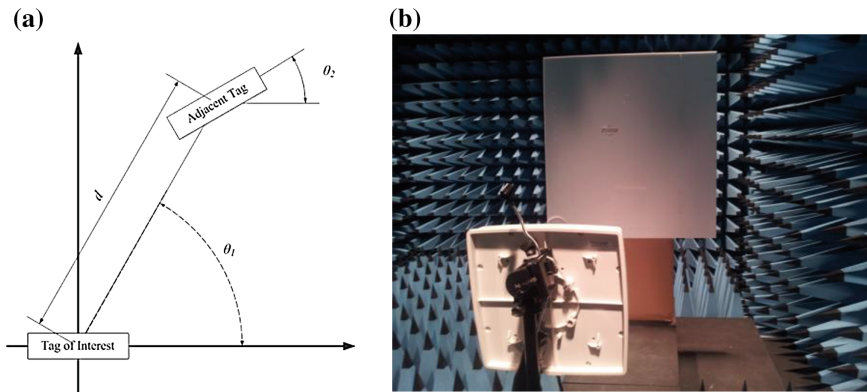 (a)
(b)
θ2
Adjacent Tag
d
θ1
Tag of Interest